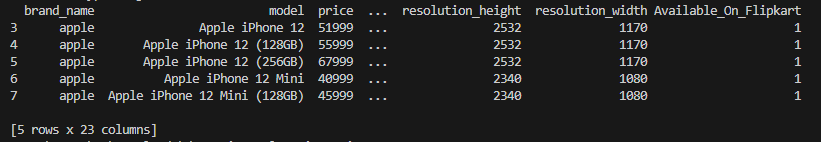 brand_name model price ... resolution_height resolution_width Available_On_Flipkart
3 apple Apple iPhone 12 51999 ... 2532 1170 1
4 apple Apple iPhone 12 (128GB) 55999 ... 2532 1170 1
5 apple Apple iPhone 12 (256GB) 67999 ... 2532 1170 1
6 apple Apple iPhone 12 Mini 40999 ... 2340 1080 1
7 apple Apple iPhone 12 Mini (128GB) 45999 ... 2340 1080 1
[5 rows x 23 columns]